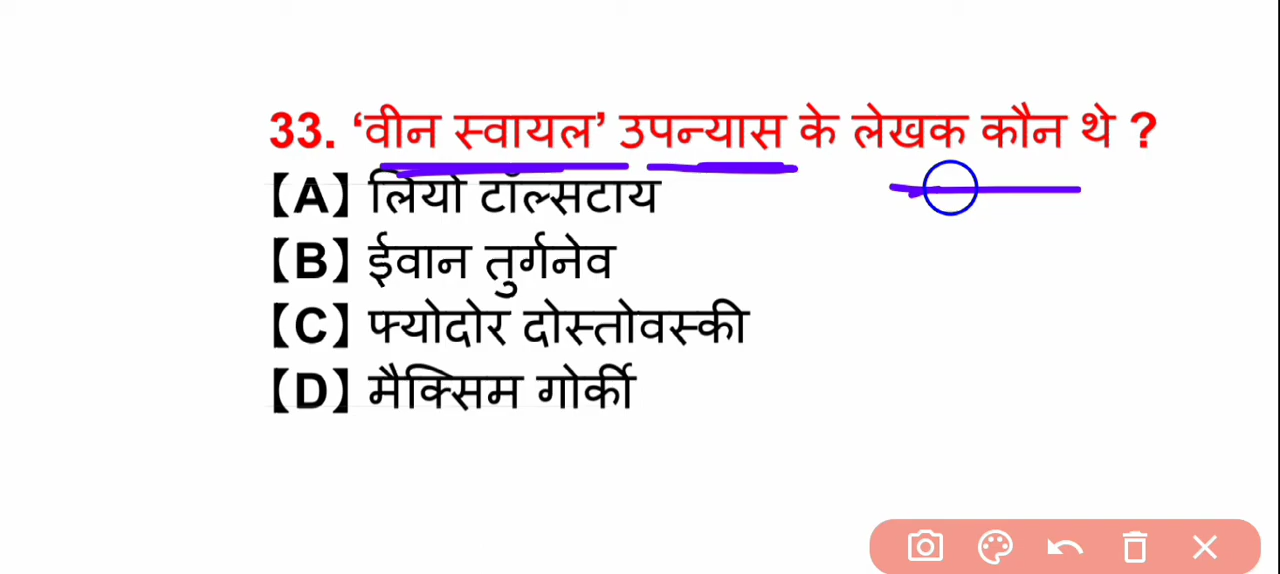 33. ‘वीन स्वायल’ उपन्यास के लेखक कौन थे ?
【A】 लियो टॉल्सटाय
【B】 ईवान तुर्गनेव
【C】 फ्योदोर दोस्तोवस्की
【D】 मैक्सिम गोर्की